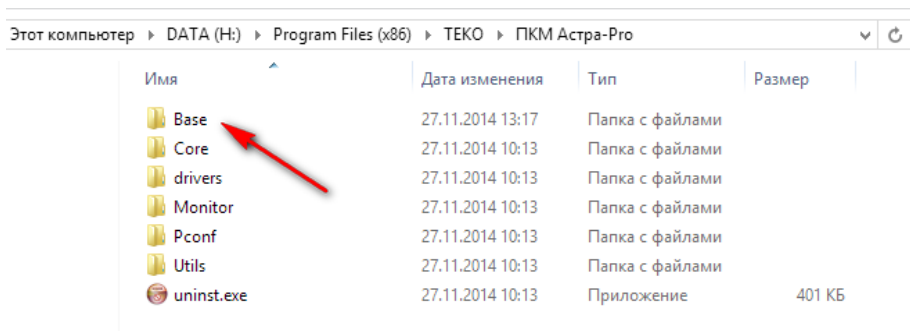 Этот компьютер ▸ DATA (H:) ▸ Program Files (x86) ▸ TEKO ▸ ПКМ Астра-Pro
Имя Дата изменения Тип Размер
Base 27.11.2014 13:17 Папка с файлами
Core 27.11.2014 10:13 Папка с файлами
drivers 27.11.2014 10:13 Папка с файлами
Monitor 27.11.2014 10:13 Папка с файлами
Pconf 27.11.2014 10:13 Папка с файлами
Utils 27.11.2014 10:13 Папка с файлами
uninst.exe 27.11.2014 10:13 Приложение 401 КБ